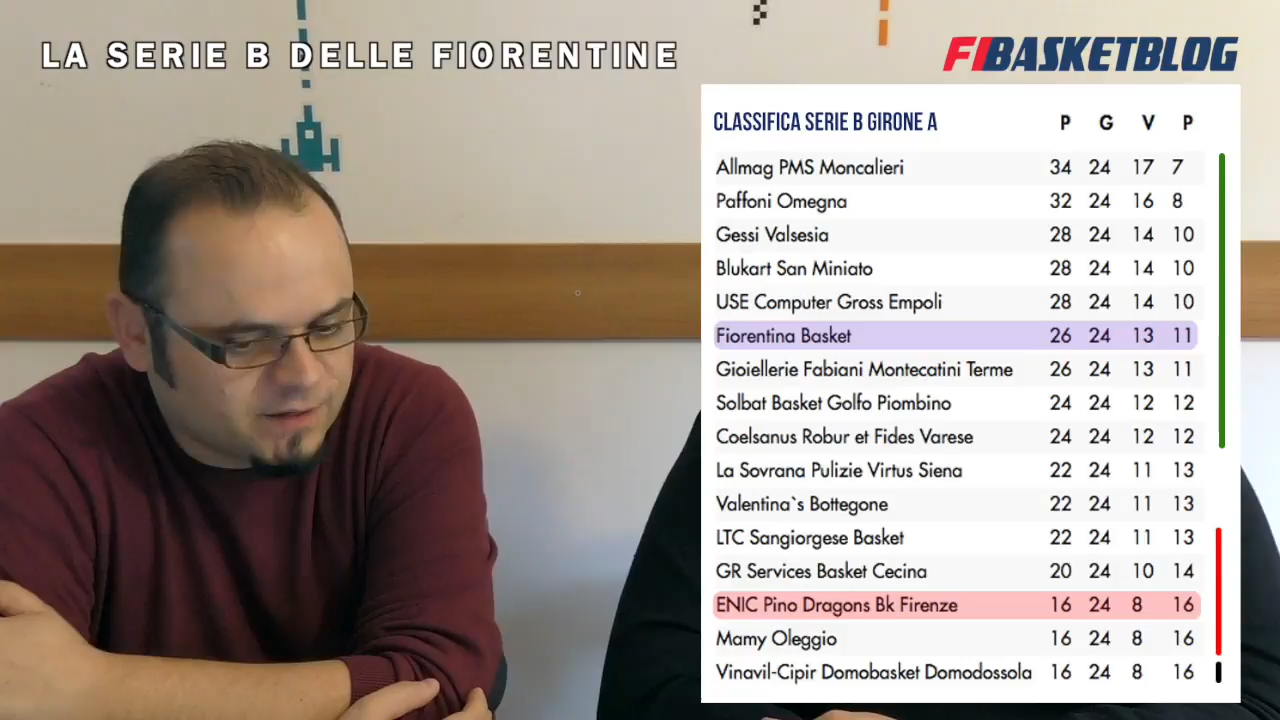 LA SERIE B DELLE FIORENTINE
FIBASKETBLOG
CLASSIFICA SERIE B GIRONE A P G V P
Allmag PMS Moncalieri 34 24 17 7
Paffoni Omegna 32 24 16 8
Gessi Valsesia 28 24 14 10
Blukart San Miniato 28 24 14 10
USE Computer Gross Empoli 28 24 14 10
Fiorentina Basket 26 24 13 11
Gioiellerie Fabiani Montecatini Terme 26 24 13 11
Solbat Basket Golfo Piombino 24 24 12 12
Coelsanus Robur et Fides Varese 24 24 12 12
La Sovrana Pulizie Virtus Siena 22 24 11 13
Valentina`s Bottegone 22 24 11 13
LTC Sangiorgese Basket 22 24 11 13
GR Services Basket Cecina 20 24 10 14
ENIC Pino Dragons Bk Firenze 16 24 8 16
Mamy Oleggio 16 24 8 16
Vinavil-Cipir Domobasket Domodossola 16 24 8 16